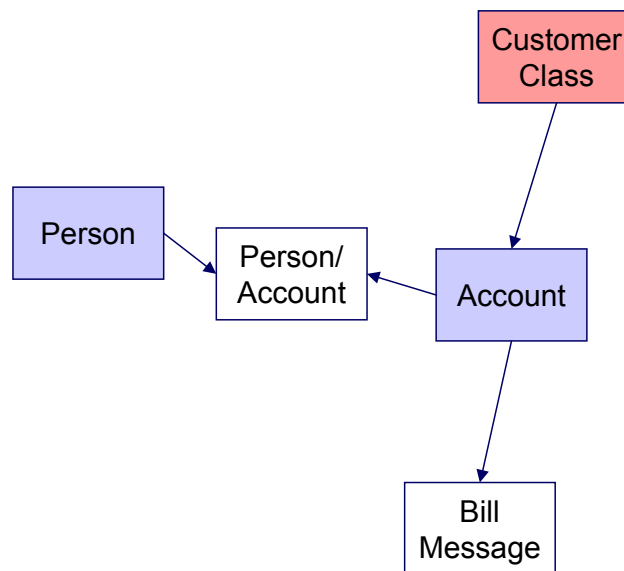 Customer
Class
Person
Person/
Account
Account
Bill
Message